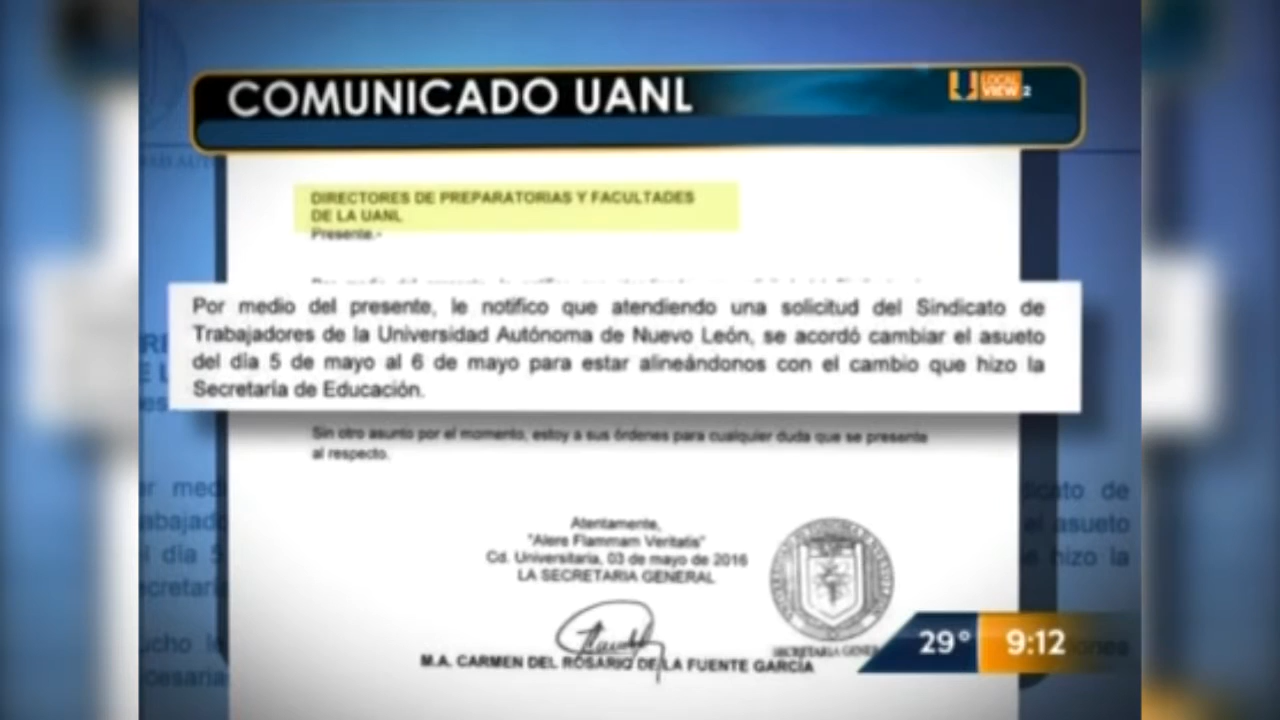 COMUNICADO UANL
LOCAL
VIEW 2
DIRECTORES DE PREPARATORIAS Y FACULTADES
DE LA UANL
Presente.-
Por medio del presente, le notifico que atendiendo una solicitud del Sindicato de
Trabajadores de la Universidad Autónoma de Nuevo León, se acordó cambiar el asueto
del día 5 de mayo al 6 de mayo para estar alineándonos con el cambio que hizo la
Secretaría de Educación.
Sin otro asunto por el momento, estoy a sus órdenes para cualquier duda que se presente
al respecto.
Atentamente,
"Alere Flammam Veritatis"
Cd. Universitaria, 03 de mayo de 2016
LA SECRETARIA GENERAL
M.A. CARMEN DEL ROSARIO DE LA FUENTE GARCÍA
29° 9:12